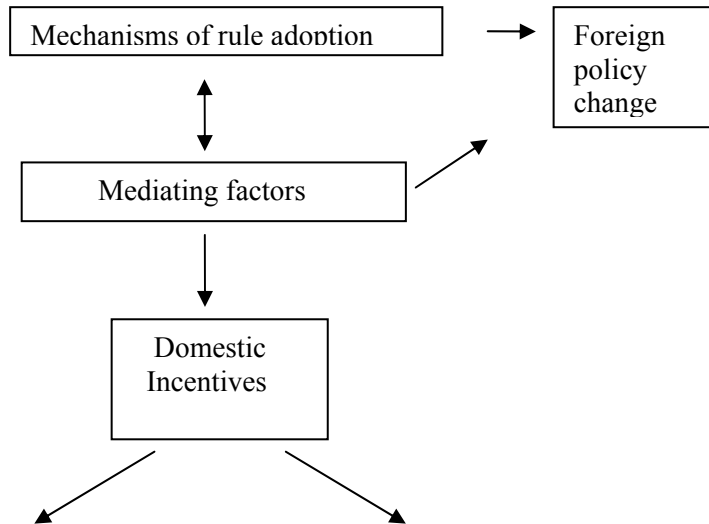 Mechanisms of rule adoption
Foreign
policy
change
Mediating factors
Domestic
Incentives